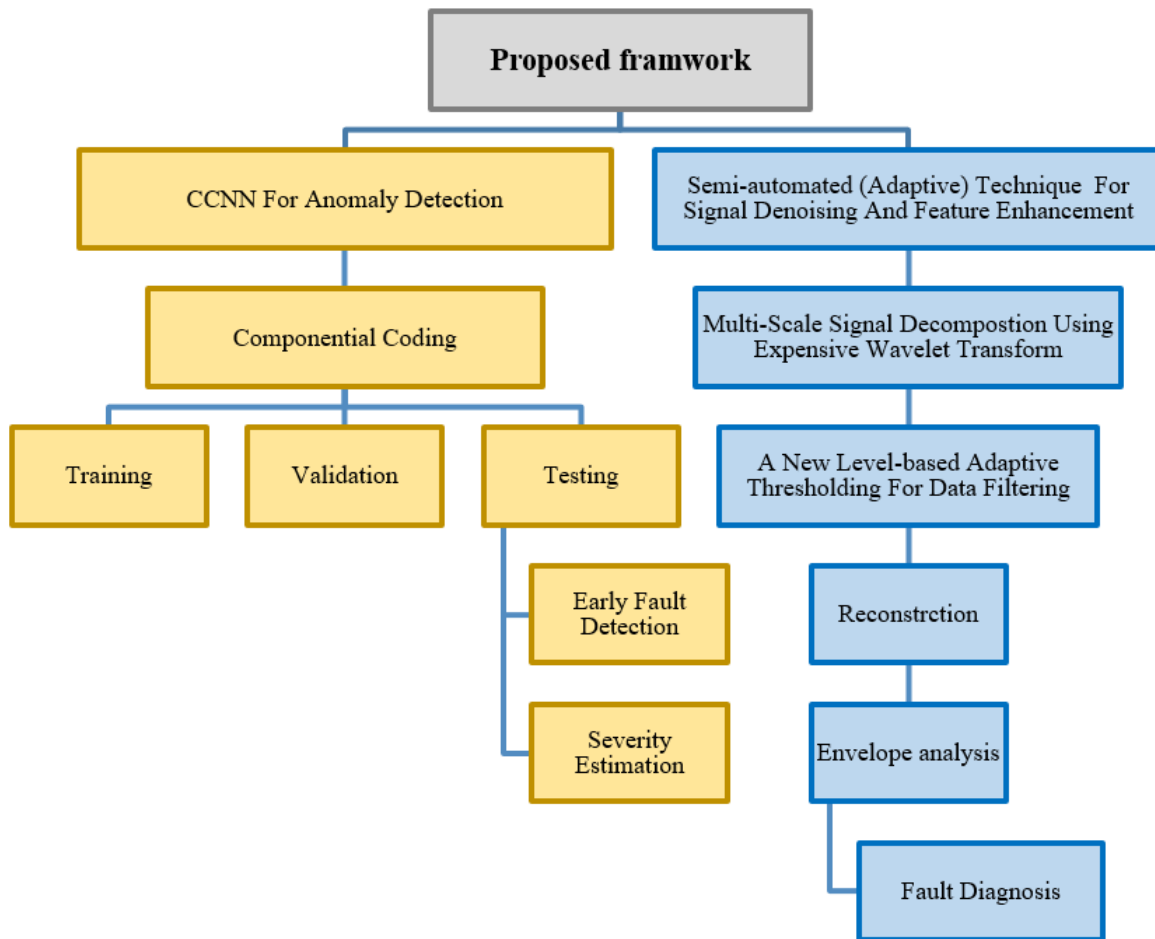 Proposed framwork
CCNN For Anomaly Detection
Semi-automated (Adaptive) Technique For
Signal Denoising And Feature Enhancement
Componential Coding
Multi-Scale Signal Decompostion Using
Expensive Wavelet Transform
Training
Validation
Testing
A New Level-based Adaptive
Thresholding For Data Filtering
Early Fault
Detection
Reconstrction
Severity
Estimation
Envelope analysis
Fault Diagnosis